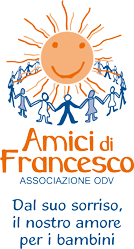 Amici di
Francesco
ASSOCIAZIONE ODV
Dal suo sorriso,
il nostro amore
per i bambini